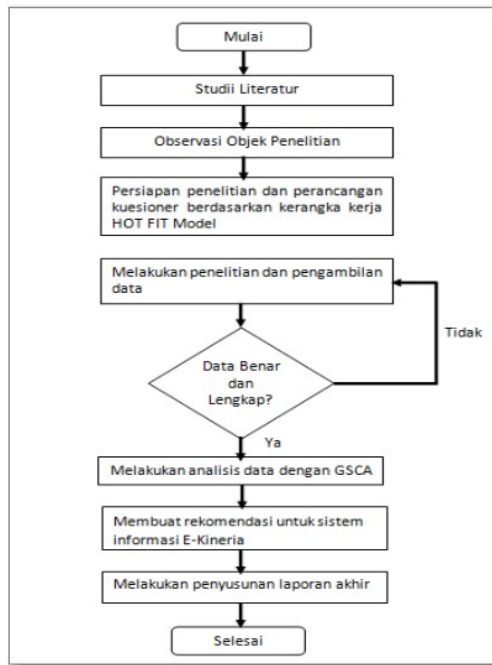 Mulai
Studii Literatur
Observasi Objek Penelitian
Persiapan penelitian dan perancangan
kuesioner berdasarkan kerangka kerja
HOT FIT Model
Melakukan penelitian dan pengambilan
data
Tidak
Data Benar
dan
Lengkap?
Ya
Melakukan analisis data dengan GSCA
Membuat rekomendasi untuk sistem
informasi E-Kineria
Melakukan penyusunan laporan akhir
Selesai